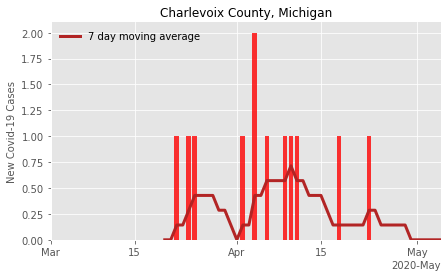 Charlevoix County, Michigan
7 day moving average
New Covid-19 Cases
2.00
1.75
1.50
1.25
1.00
0.75
0.50
0.25
0.00
Mar
15
Apr
15
May
2020-May